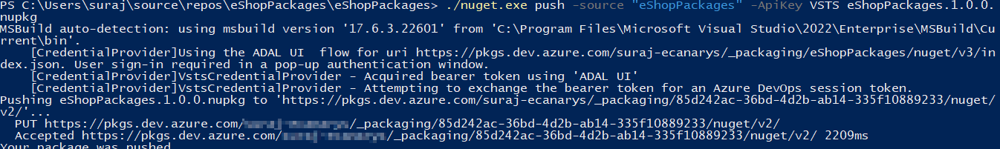 PS C:\Users\suraj\source\repos\eShopPackages\eShopPackages> ./nuget.exe push -source "eShopPackages" -ApiKey VSTS eShopPackages.1.0.0.
nupkg
MSBuild auto-detection: using msbuild version '17.6.3.22601' from 'C:\Program Files\Microsoft Visual Studio\2022\Enterprise\MSBuild\Cu
rrent\bin'.
    [CredentialProvider]Using the ADAL UI  flow for uri https://pkgs.dev.azure.com/suraj-ecanarys/_packaging/eShopPackages/nuget/v3/in
dex.json. User sign-in required in a pop-up authentication window.
    [CredentialProvider]VstsCredentialProvider - Acquired bearer token using 'ADAL UI'
    [CredentialProvider]VstsCredentialProvider - Attempting to exchange the bearer token for an Azure DevOps session token.
Pushing eShopPackages.1.0.0.nupkg to 'https://pkgs.dev.azure.com/suraj-ecanarys/_packaging/85d242ac-36bd-4d2b-ab14-335f10889233/nuget/
v2/'...
  PUT https://pkgs.dev.azure.com/ /_packaging/85d242ac-36bd-4d2b-ab14-335f10889233/nuget/v2/
  Accepted https://pkgs.dev.azure.com/ /_packaging/85d242ac-36bd-4d2b-ab14-335f10889233/nuget/v2/ 2209ms
Your package was pushed